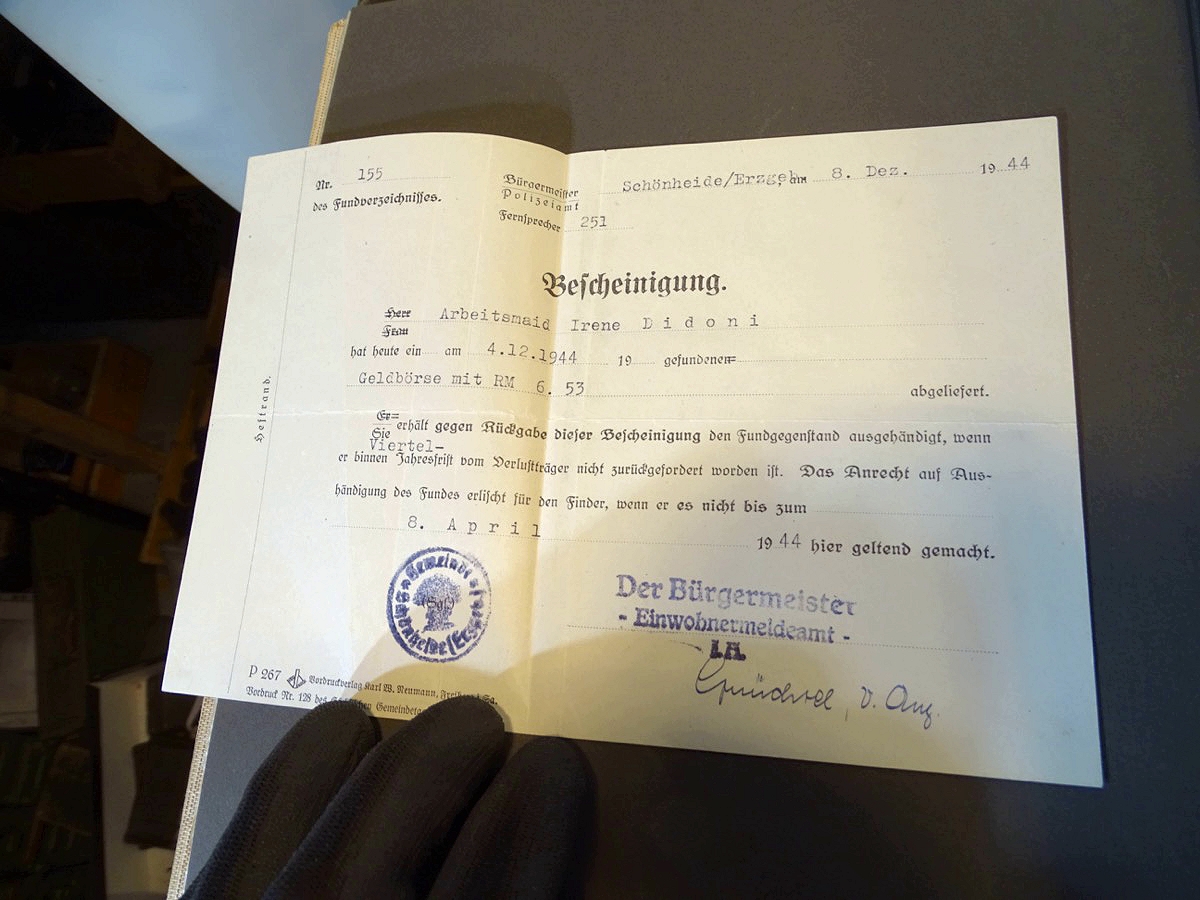 Nr. 155
des Fundverzeichnisses.
Bürgermeister
Polizeiamt
Fernsprecher 251
Schönheide/Erzgeb., am 8. Dez. 1944
Bescheinigung.
Herr
Frau
Arbeitsmaid Irene Didoni
hat heute ein am 4.12.1944 19 gefundenen
Geldbörse mit RM 6.53 abgeliefert.
Er
Sie erhält gegen Rückgabe dieser Bescheinigung den Fundgegenstand ausgehändigt, wenn
Viertel-
er binnen Jahresfrist vom Verlustträger nicht zurückgefordert worden ist. Das Anrecht auf Aus-
händigung des Fundes erlischt für den Finder, wenn er es nicht bis zum
8. April 1944 hier geltend gemacht.
Heftrand.
Gemeinde
(Sgl)
Der Bürgermeister
- Einwohnermeldeamt -
I.A.
v. Ang.
P 267 Vordruckverlag Karl W. Neumann,
Vordruck Nr. 128 des